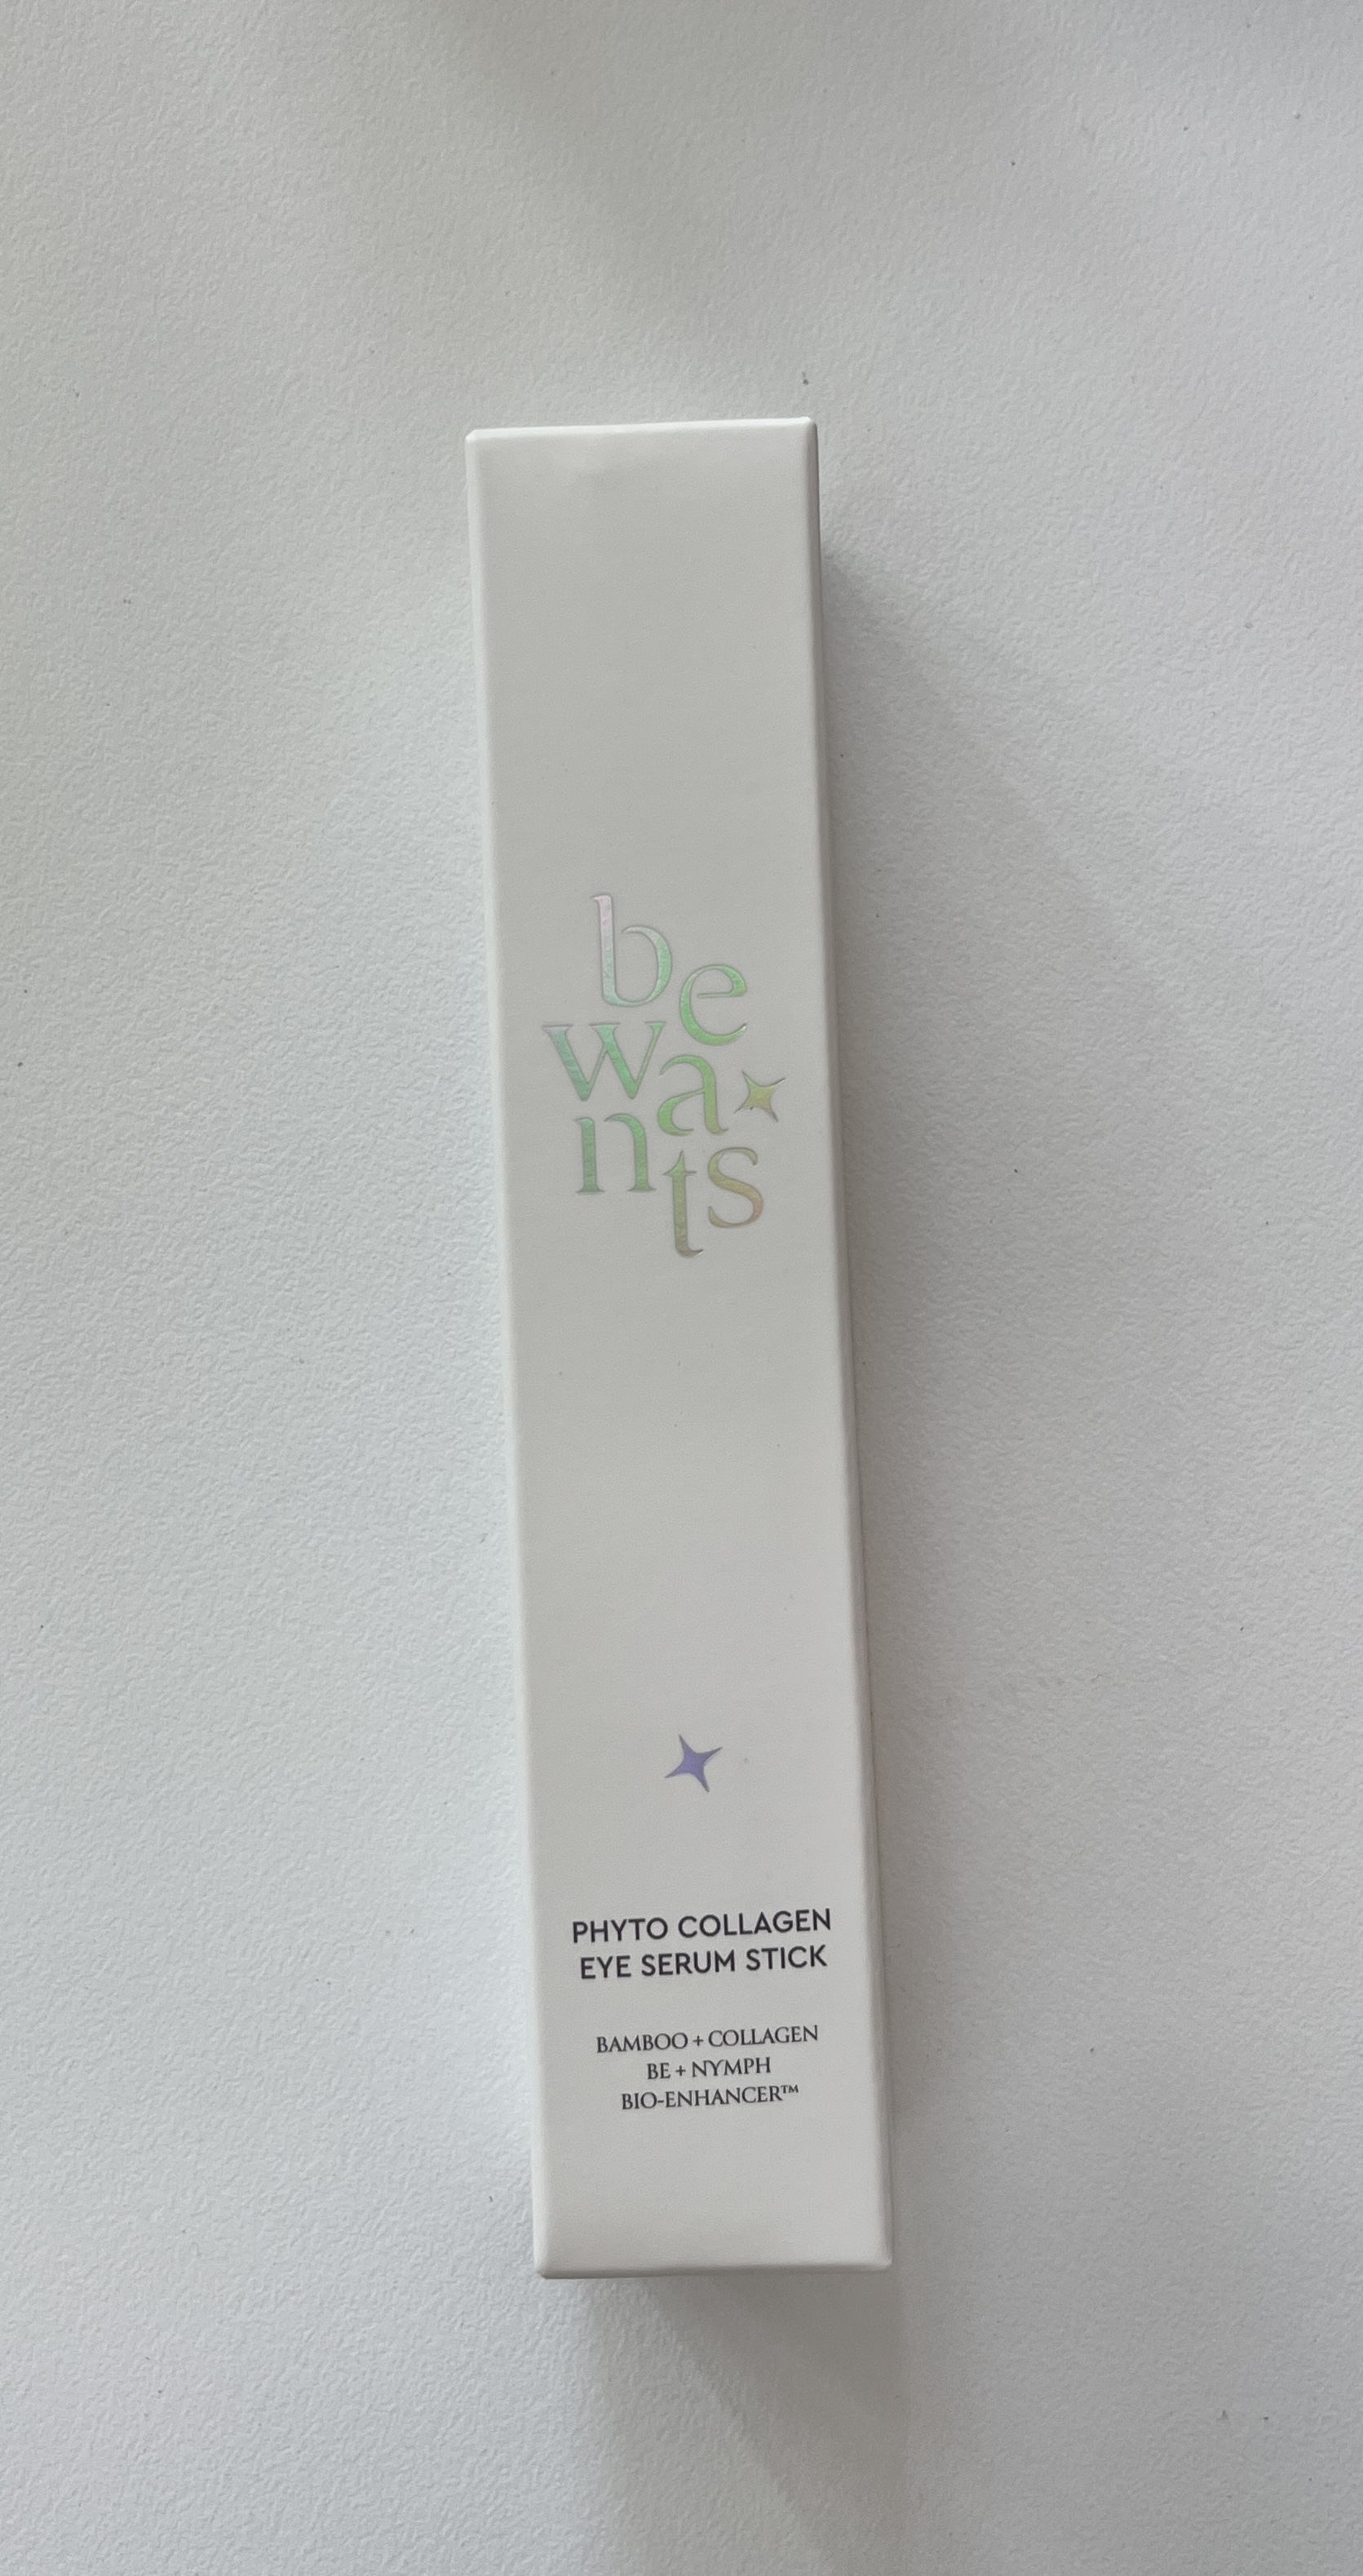 be
wa
nts
PHYTO COLLAGEN
EYE SERUM STICK
BAMBOO + COLLAGEN
BE + NYMPH
BIO-ENHANCER™